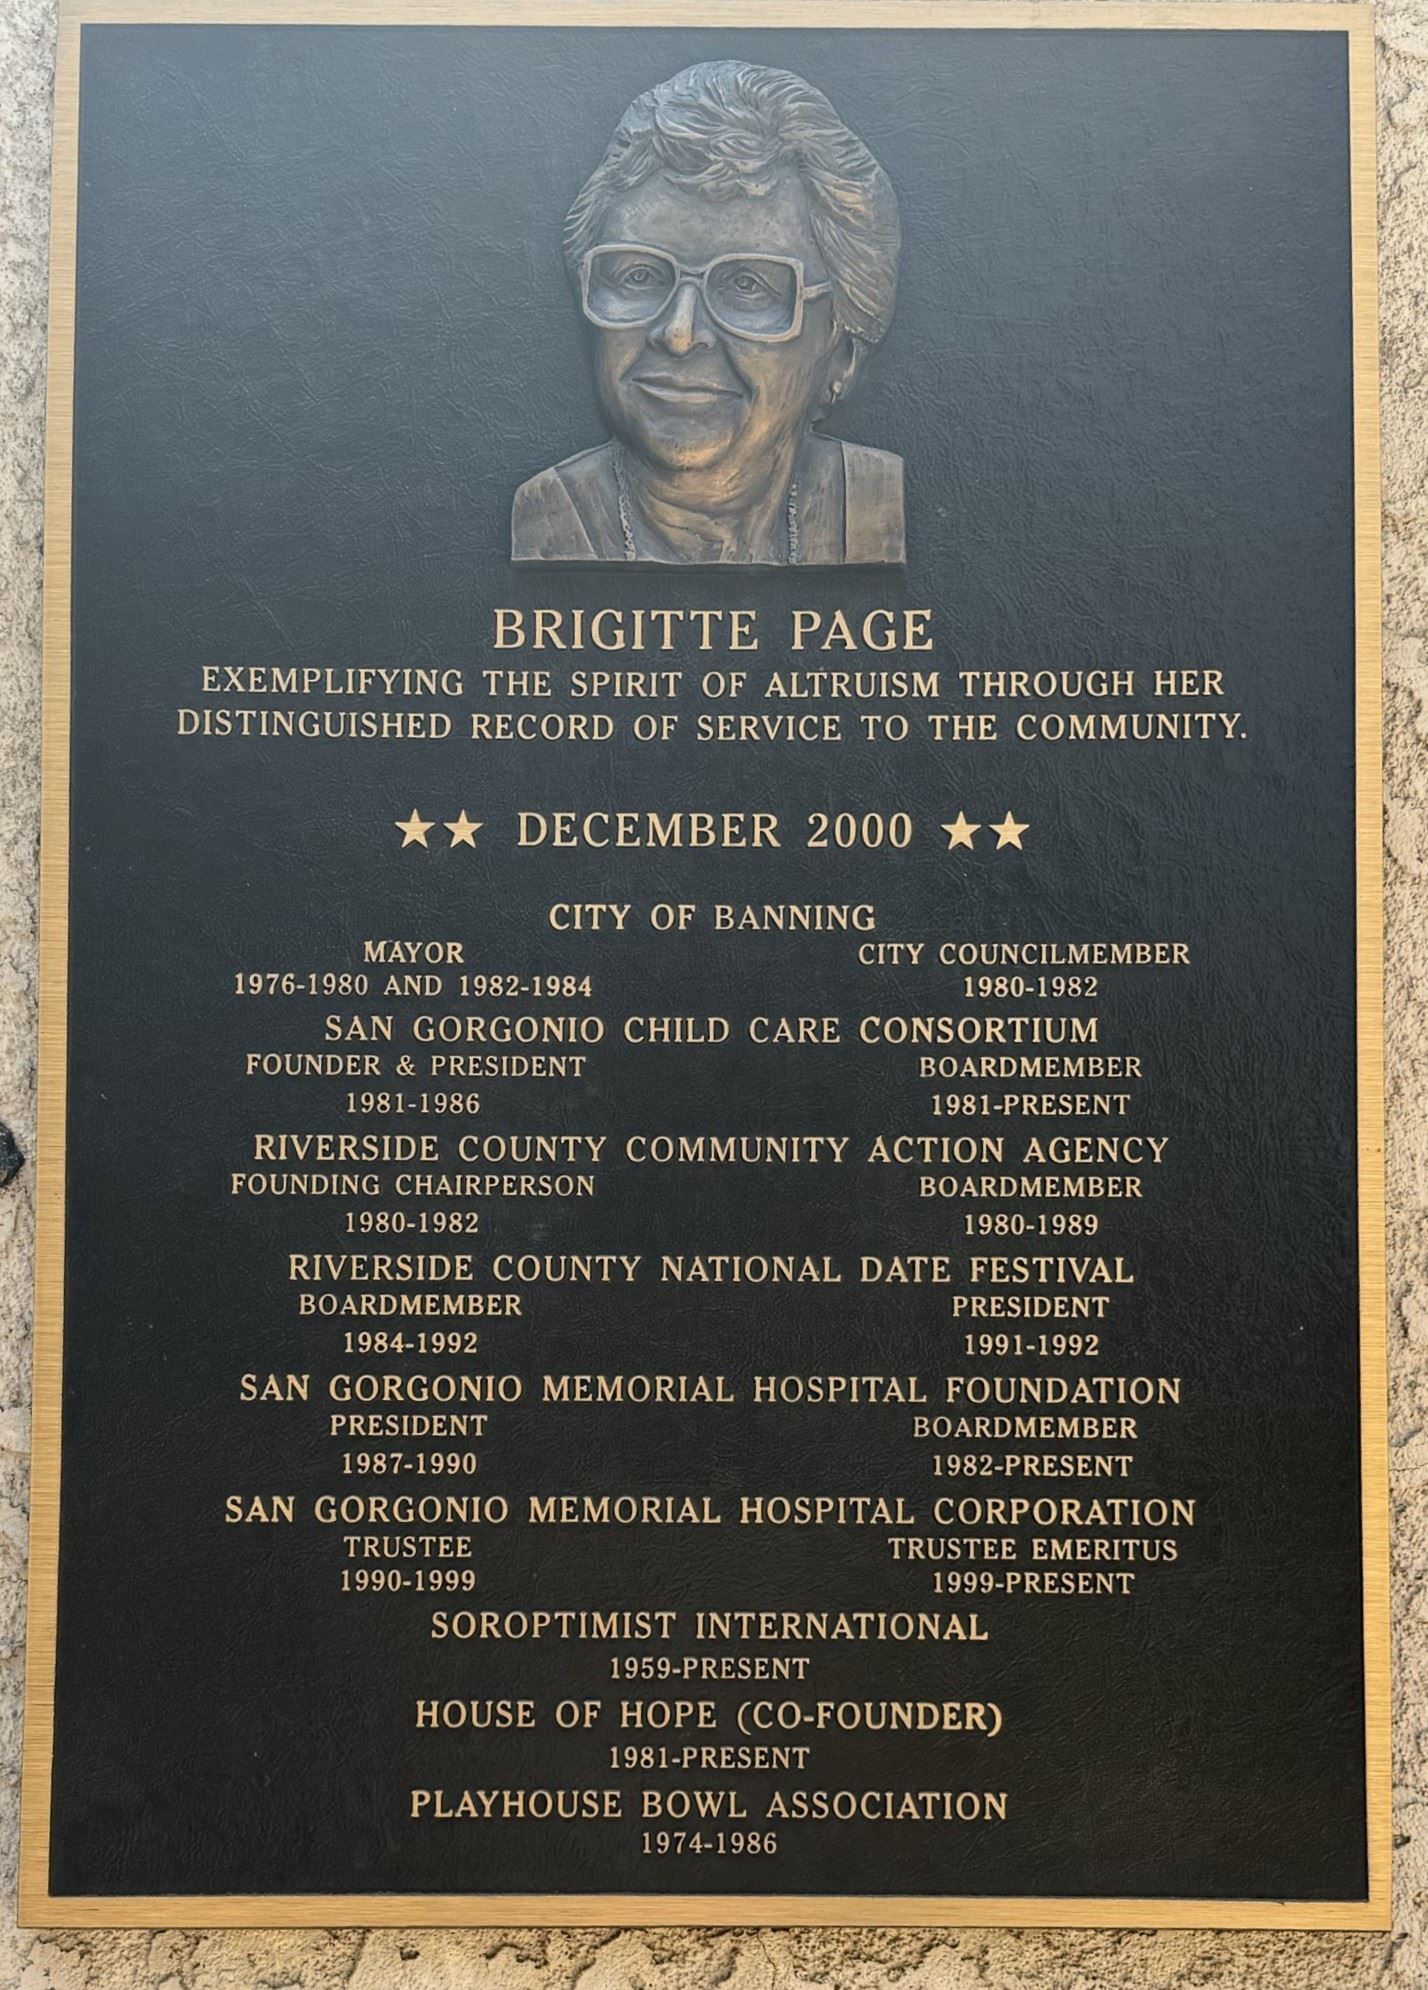 BRIGITTE PAGE
EXEMPLIFYING THE SPIRIT OF ALTRUISM THROUGH HER
DISTINGUISHED RECORD OF SERVICE TO THE COMMUNITY.
★★ DECEMBER 2000 ★★
CITY OF BANNING
MAYOR CITY COUNCILMEMBER
1976-1980 AND 1982-1984 1980-1982
SAN GORGONIO CHILD CARE CONSORTIUM
FOUNDER & PRESIDENT BOARDMEMBER
1981-1986 1981-PRESENT
RIVERSIDE COUNTY COMMUNITY ACTION AGENCY
FOUNDING CHAIRPERSON BOARDMEMBER
1980-1982 1980-1989
RIVERSIDE COUNTY NATIONAL DATE FESTIVAL
BOARDMEMBER PRESIDENT
1984-1992 1991-1992
SAN GORGONIO MEMORIAL HOSPITAL FOUNDATION
PRESIDENT BOARDMEMBER
1987-1990 1982-PRESENT
SAN GORGONIO MEMORIAL HOSPITAL CORPORATION
TRUSTEE TRUSTEE EMERITUS
1990-1999 1999-PRESENT
SOROPTIMIST INTERNATIONAL
1959-PRESENT
HOUSE OF HOPE (CO-FOUNDER)
1981-PRESENT
PLAYHOUSE BOWL ASSOCIATION
1974-1986